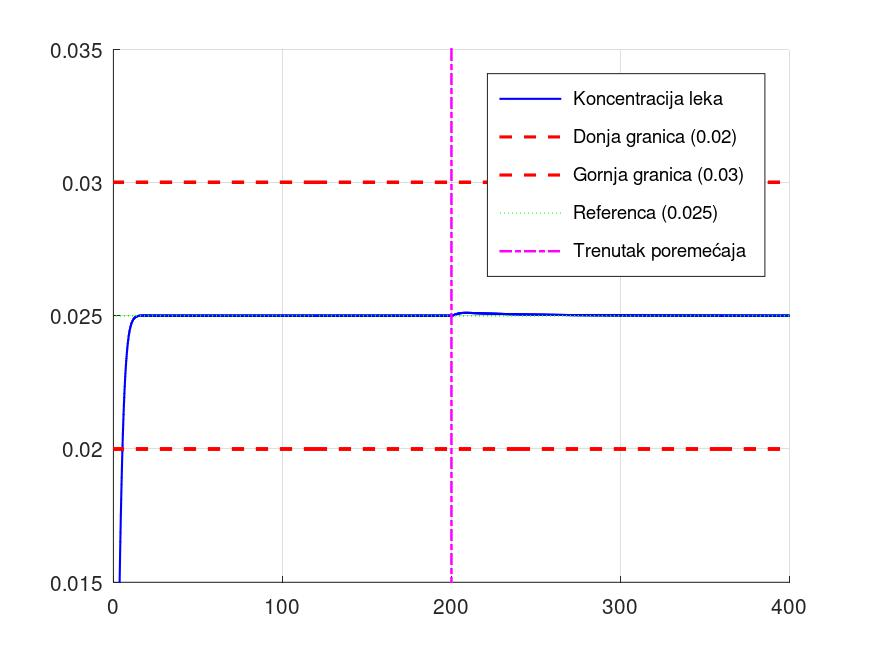 0.035
0.03
0.025
0.02
0.015
0 100 200 300 400
Koncentracija leka
Donja granica (0.02)
Gornja granica (0.03)
Referenca (0.025)
Trenutak poremećaja